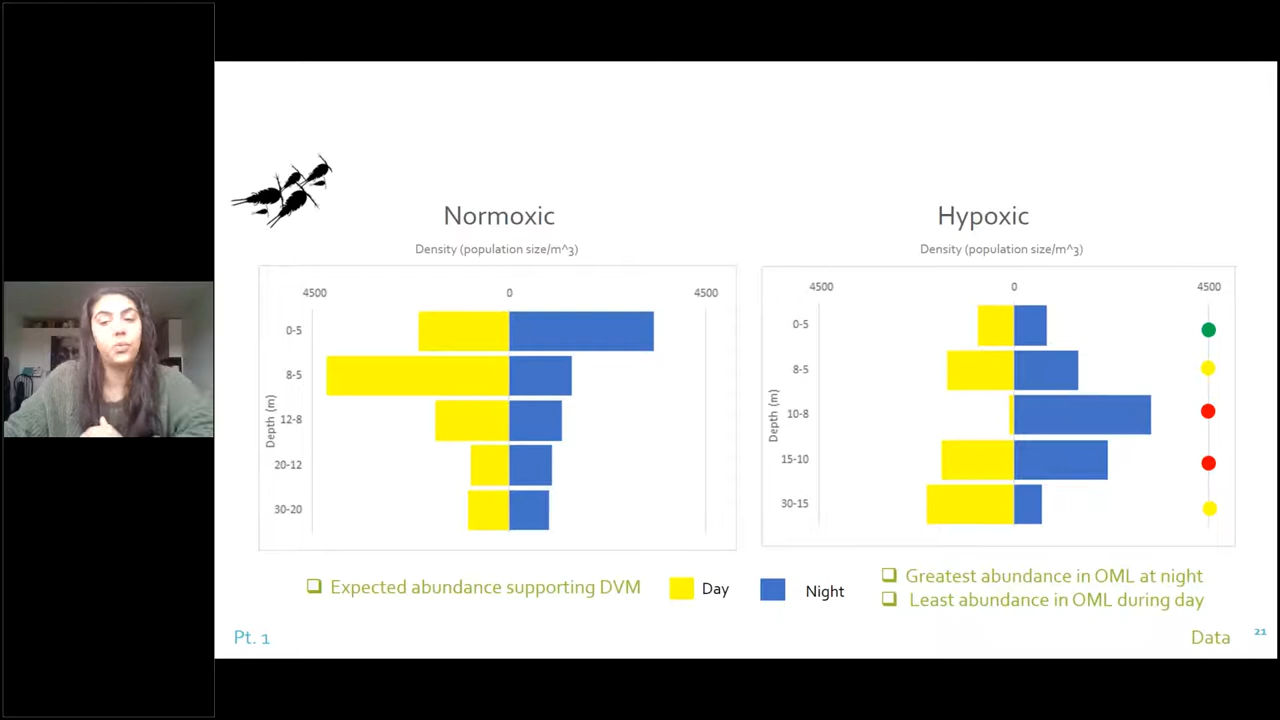 Normoxic
Density (population size/m^3)
4500 0 4500
Depth (m)
0-5
8-5
12-8
20-12
30-20
Hypoxic
Density (population size/m^3)
4500 0 4500
Depth (m)
0-5
8-5
10-8
15-10
30-15
Expected abundance supporting DVM
Day
Night
Greatest abundance in OML at night
Least abundance in OML during day
Pt. 1
Data
21